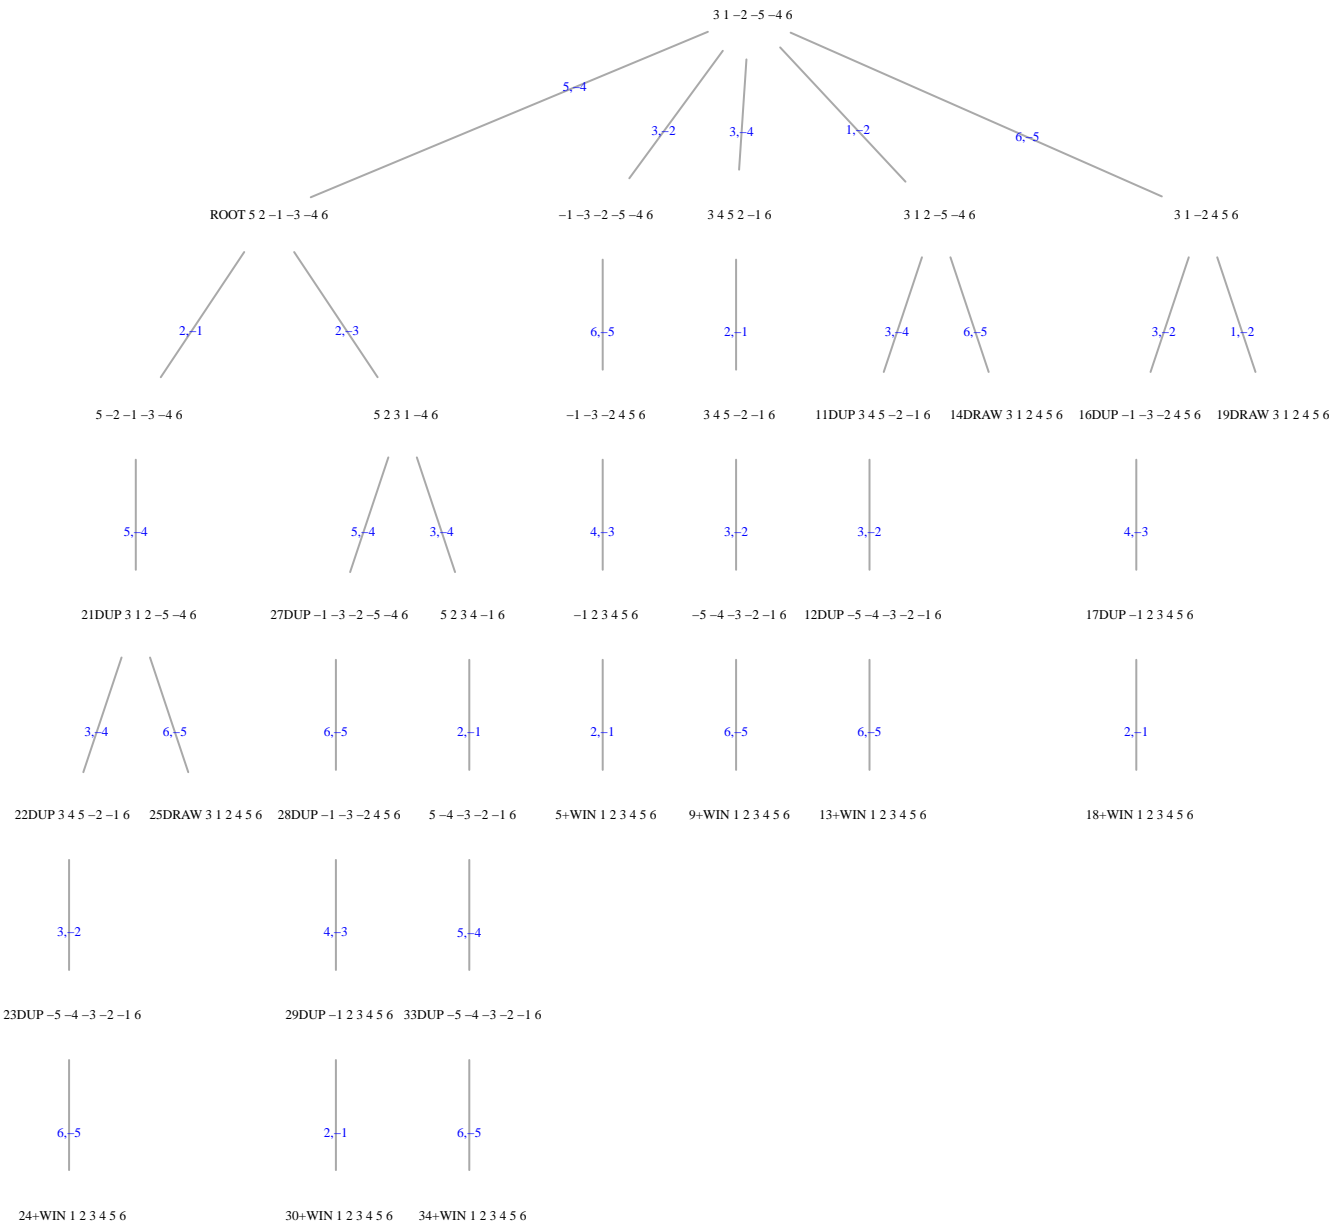 3 1 −2 −5 −4 6
5,−4
3,−2
3,−4
1,−2
6,−5
ROOT 5 2 −1 −3 −4 6
−1 −3 −2 −5 −4 6
3 4 5 2 −1 6
3 1 2 −5 −4 6
3 1 −2 4 5 6
2,−1
2,−3
6,−5
2,−1
3,−4
6,−5
3,−2
1,−2
5 −2 −1 −3 −4 6
5 2 3 1 −4 6
−1 −3 −2 4 5 6
3 4 5 −2 −1 6
11DUP 3 4 5 −2 −1 6
14DRAW 3 1 2 4 5 6
16DUP −1 −3 −2 4 5 6
19DRAW 3 1 2 4 5 6
5,−4
5,−4
3,−4
4,−3
3,−2
3,−2
4,−3
21DUP 3 1 2 −5 −4 6
27DUP −1 −3 −2 −5 −4 6
5 2 3 4 −1 6
−1 2 3 4 5 6
−5 −4 −3 −2 −1 6
12DUP −5 −4 −3 −2 −1 6
17DUP −1 2 3 4 5 6
3,−4
6,−5
6,−5
2,−1
2,−1
6,−5
6,−5
2,−1
22DUP 3 4 5 −2 −1 6
25DRAW 3 1 2 4 5 6
28DUP −1 −3 −2 4 5 6
5 −4 −3 −2 −1 6
5+WIN 1 2 3 4 5 6
9+WIN 1 2 3 4 5 6
13+WIN 1 2 3 4 5 6
18+WIN 1 2 3 4 5 6
3,−2
4,−3
5,−4
23DUP −5 −4 −3 −2 −1 6
29DUP −1 2 3 4 5 6
33DUP −5 −4 −3 −2 −1 6
6,−5
2,−1
6,−5
24+WIN 1 2 3 4 5 6
30+WIN 1 2 3 4 5 6
34+WIN 1 2 3 4 5 6